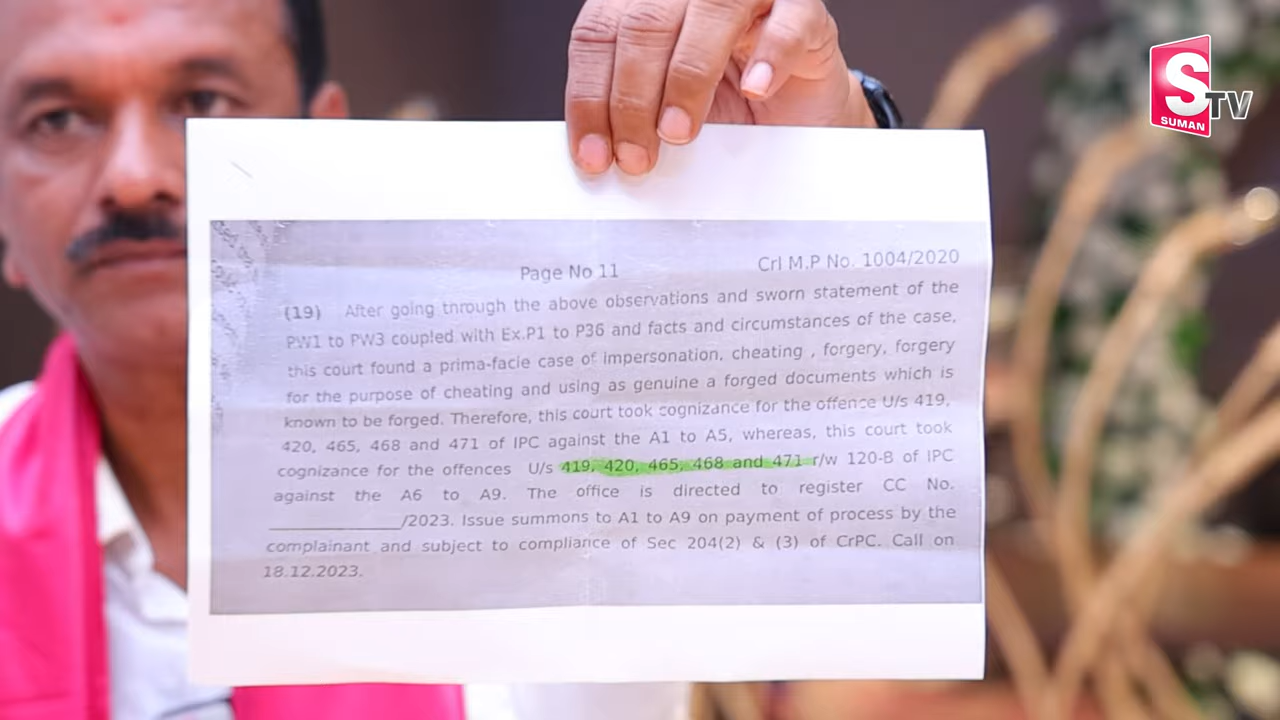 S
TV
SUMAN
Page No 11 Crl M.P No. 1004/2020
(19) After going through the above observations and sworn statement of the
PW1 to PW3 coupled with Ex.P1 to P36 and facts and circumstances of the case,
this court found a prima-facie case of impersonation, cheating , forgery, forgery
for the purpose of cheating and using as genuine a forged documents which is
known to be forged. Therefore, this court took cognizance for the offence U/s 419,
420, 465, 468 and 471 of IPC against the A1 to A5, whereas, this court took
cognizance for the offences U/s 419, 420, 465, 468 and 471 r/w 120-B of IPC
against the A6 to A9. The office is directed to register CC No.
______________/2023. Issue summons to A1 to A9 on payment of process by the
complainant and subject to compliance of Sec 204(2) & (3) of CrPC. Call on
18.12.2023.